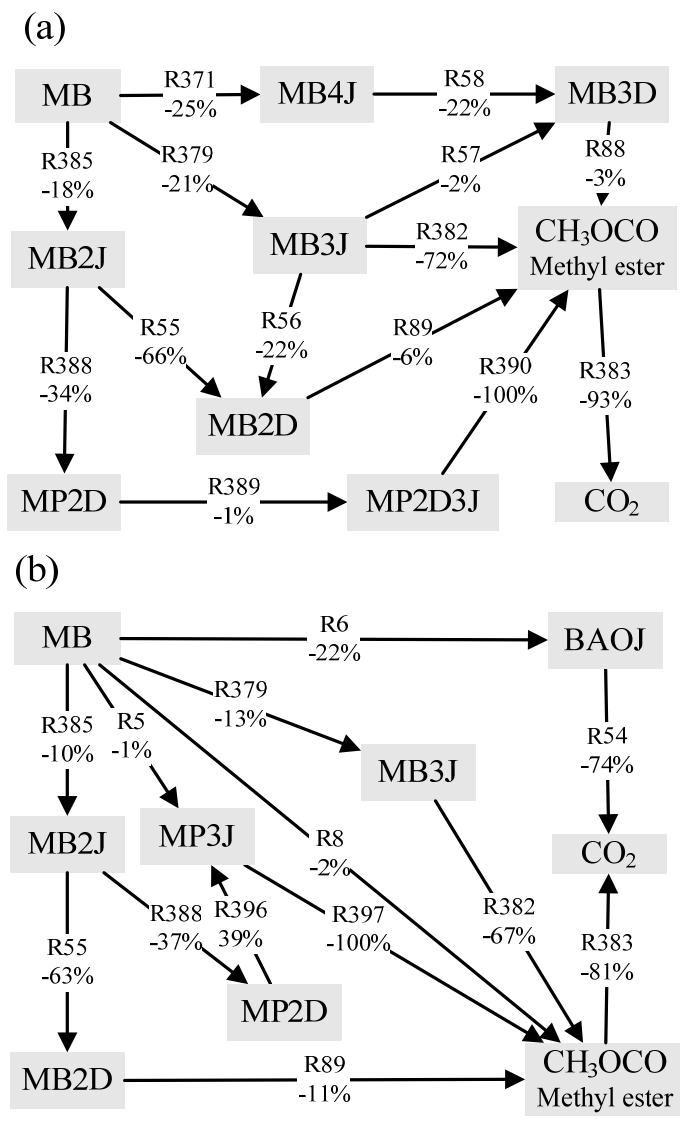 (a)
MB
R371
-25%
MB4J
R58
-22%
MB3D
R385
-18%
R379
-21%
R57
-2%
R88
-3%
MB2J
MB3J
R382
-72%
CH₃OCO
Methyl ester
R55
-66%
R56
-22%
R89
-6%
R388
-34%
R390
-100%
R383
-93%
MB2D
MP2D
R389
-1%
MP2D3J
CO₂
(b)
MB
R6
-22%
BAOJ
R385
-10%
R5
-1%
R379
-13%
R54
-74%
MB3J
MB2J
MP3J
R8
-2%
CO₂
R388
-37%
R396
39%
R397
-100%
R382
-67%
R55
-63%
R383
-81%
MP2D
MB2D
R89
-11%
CH₃OCO
Methyl ester